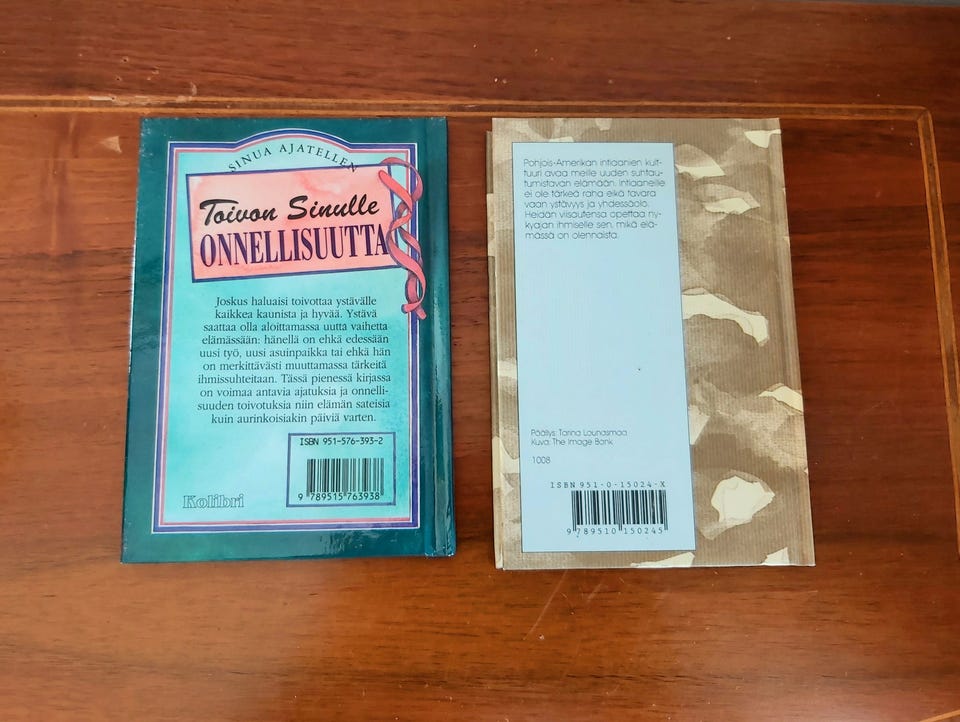 SINUA AJATELLEN
Toivon Sinulle
ONNELLISUUTTA
Joskus haluaisi toivottaa ystävälle
kaikkea kaunista ja hyvää. Ystävä
saattaa olla aloittamassa uutta vaihetta
elämässään: hänellä on ehkä edessään
uusi työ, uusi asuinpaikka tai ehkä hän
on merkittävästi muuttamassa tärkeitä
ihmissuhteitaan. Tässä pienessä kirjassa
on voimaa antavia ajatuksia ja onnelli-
suuden toivotuksia niin elämän sateisia
kuin aurinkoisiakin päiviä varten.
ISBN 951-576-393-2
9 789515 763938
Kolibri
Pohjois-Amerikan intiaanien kult-
tuuri avaa meille uuden suhtau-
tumistavan elämään. Intiaaneille
ei ole tärkeä raha eikä tavara
vaan ystävyys ja yhdessäolo.
Heidän viisautensa opettaa ny-
kyajan ihmiselle sen, mikä elä-
mässä on olennaista.
Päällys: Tarina Lounasmaa
Kuva: The Image Bank
1008
ISBN 951-0-15024-X
9 789510 150245